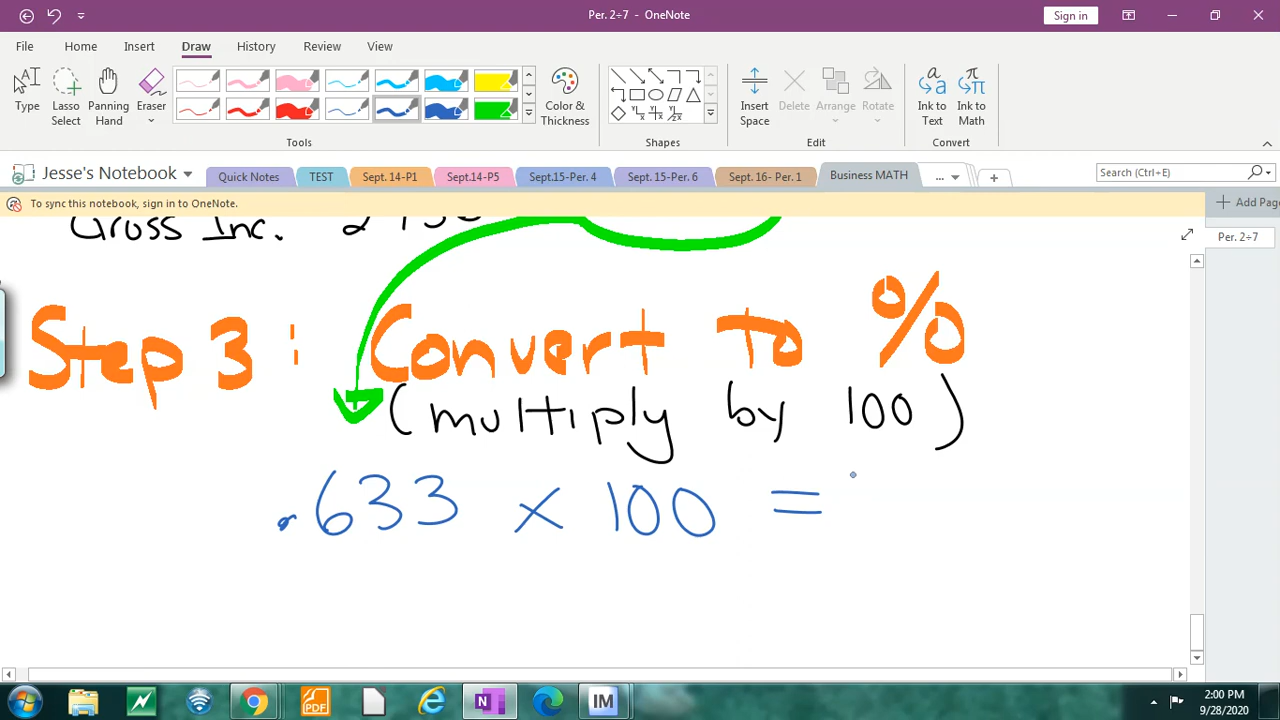 Per. 2÷7 - OneNote
Sign in
File Home Insert Draw History Review View
Type
Lasso Select
Panning Hand
Eraser
Color & Thickness
Insert Space
Delete
Arrange
Rotate
Ink to Text
Ink to Math
Tools
Shapes
Edit
Convert
Jesse's Notebook
Quick Notes TEST Sept. 14-P1 Sept.14-P5 Sept.15-Per. 4 Sept. 15-Per. 6 Sept. 16- Per. 1 Business MATH ...
Search (Ctrl+E)
To sync this notebook, sign in to OneNote.
Add Page
Per. 2÷7
Gross Inc.
Step 3: Convert to %
(multiply by 100)
.633 x 100 =
IM
2:00 PM
9/28/2020